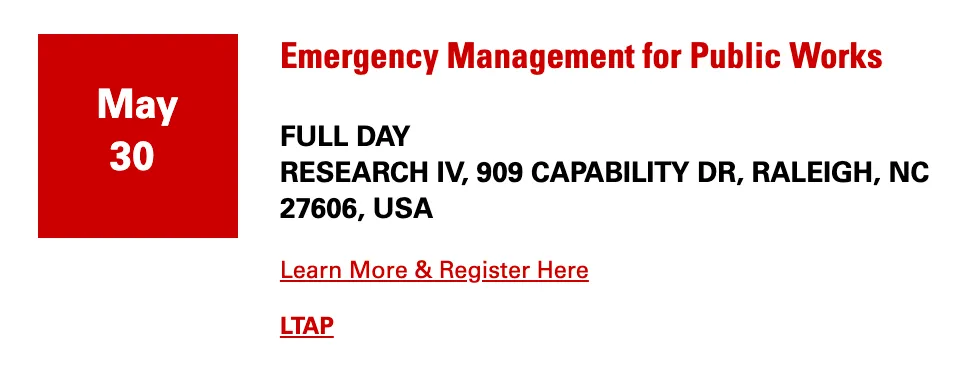 May
30
Emergency Management for Public Works
FULL DAY
RESEARCH IV, 909 CAPABILITY DR, RALEIGH, NC
27606, USA
Learn More & Register Here
LTAP